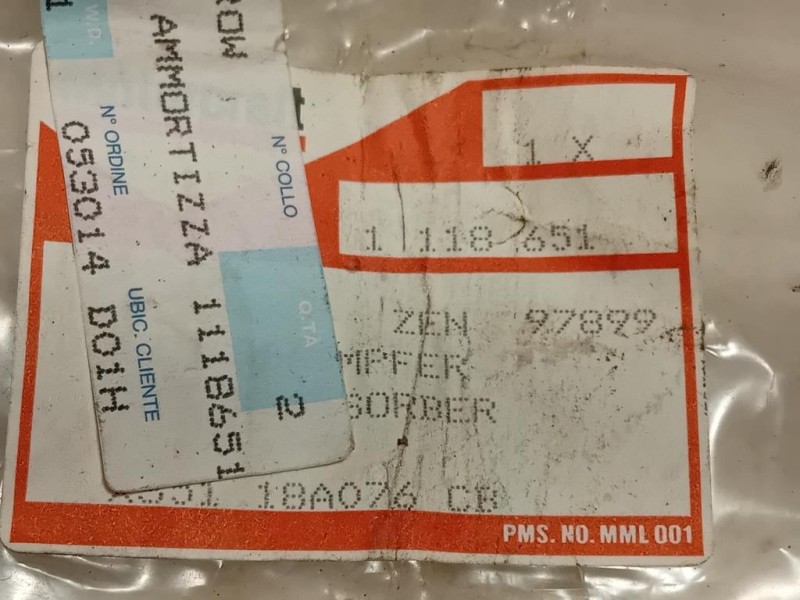 1 X
1 118 651
ZEN 97899
MPFER
SORBER
18A076 CB
PMS. NO. MML 001
W.D.
ROW
AMMORTIZZA 1118651
N° COLLO
N° ORDINE
053014 D01H
UBIC. CLIENTE
Q.TÀ
2